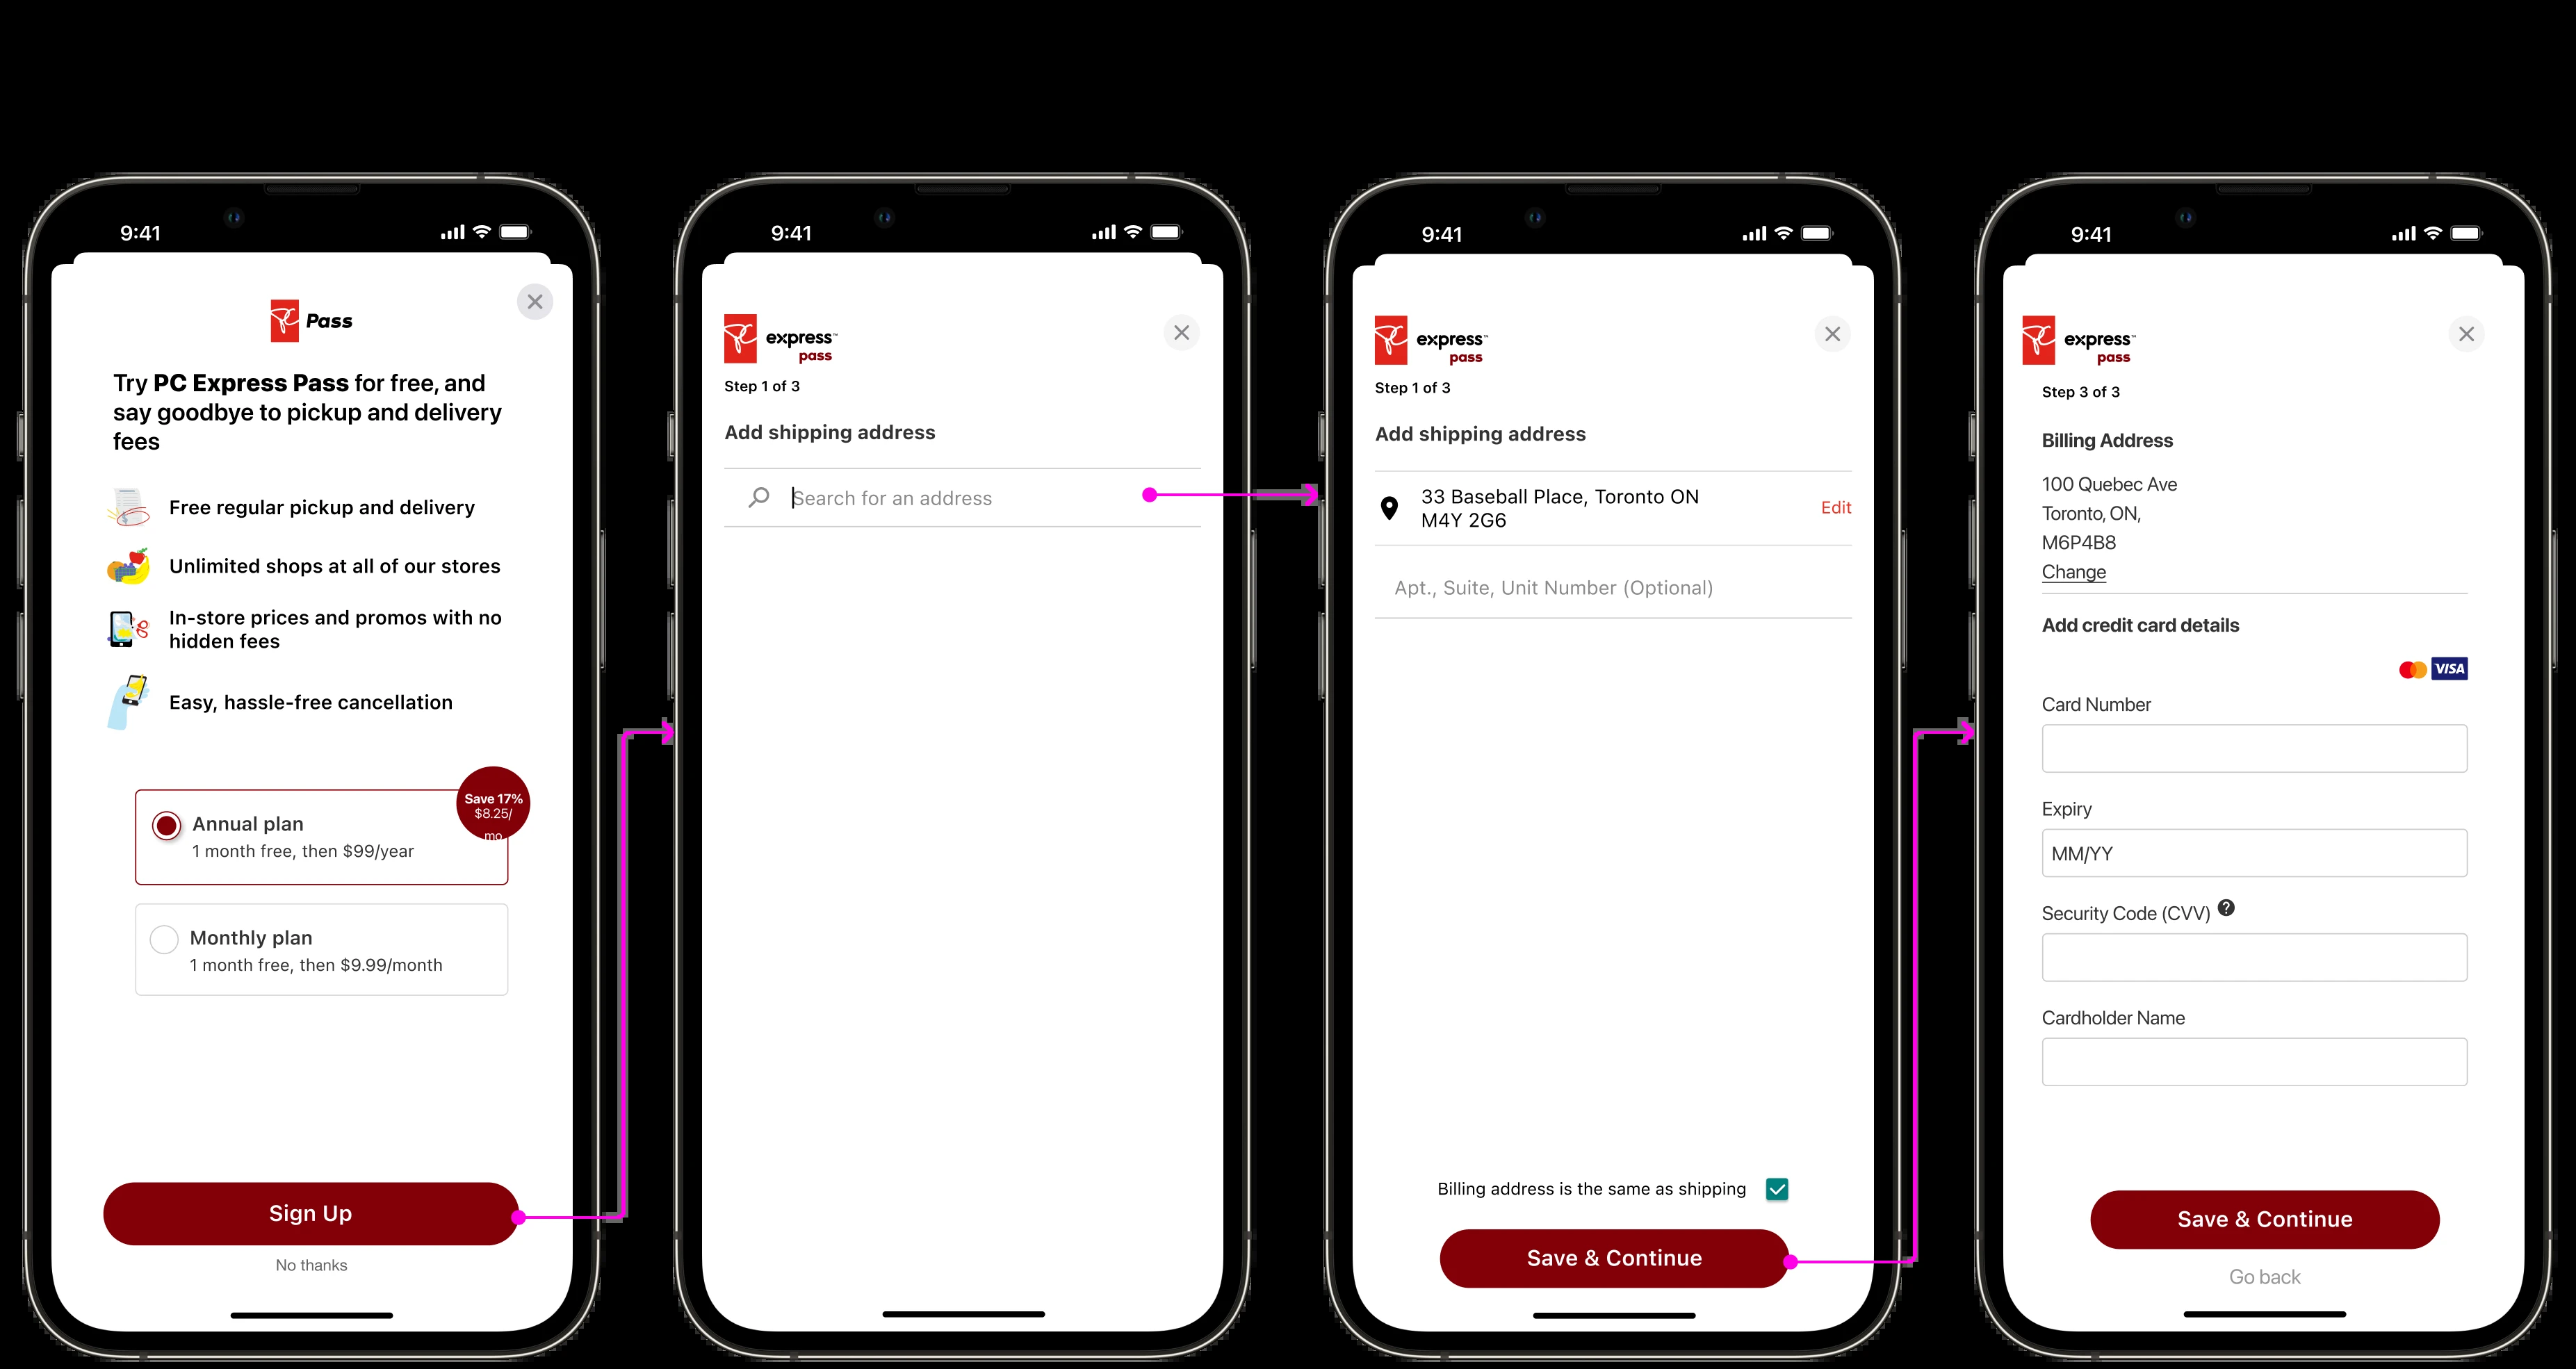 9:41
Pass
Try PC Express Pass for free, and
say goodbye to pickup and delivery
fees
Free regular pickup and delivery
Unlimited shops at all of our stores
In-store prices and promos with no
hidden fees
Easy, hassle-free cancellation
Save 17%
$8.25/
mo
Annual plan
1 month free, then $99/year
Monthly plan
1 month free, then $9.99/month
Sign Up
No thanks
9:41
PC express™
pass
Step 1 of 3
Add shipping address
Search for an address
9:41
PC express™
pass
Step 1 of 3
Add shipping address
33 Baseball Place, Toronto ON
M4Y 2G6
Edit
Apt., Suite, Unit Number (Optional)
Billing address is the same as shipping
Save & Continue
9:41
PC express™
pass
Step 3 of 3
Billing Address
100 Quebec Ave
Toronto, ON,
M6P4B8
Change
Add credit card details
VISA
Card Number
Expiry
MM/YY
Security Code (CVV) ?
Cardholder Name
Save & Continue
Go back